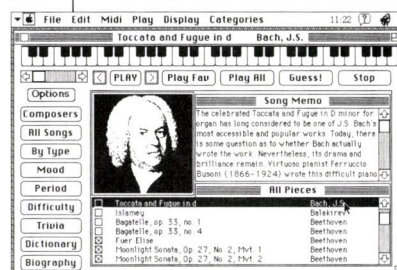 File Edit Midi Play Display Categories 11:22
Toccata and Fugue in d Bach, J.S.
PLAY Play Fav Play All Guess! Stop
Options
Composers
All Songs
By Type
Mood
Period
Difficulty
Trivia
Dictionary
Biography
Song Memo
The celebrated Toccata and Fugue in D minor for
organ has long considered to be one of J.S. Bach's
most accessible and popular works. Today, there
is some question as to whether Bach actually
wrote the work. Nevertheless, its drama and
brilliance remain. Virtuoso pianist Ferruccio
Busoni (1866-1924) wrote this difficult piano
All Pieces
Toccata and Fugue in d Bach, J.S.
Islamey Balakirev
Bagatelle, op. 33, no. 1 Beethoven
Bagatelle, op. 33, no. 4 Beethoven
Fuer Elise Beethoven
Moonlight Sonata, Op. 27, No. 2, Mvt. 1 Beethoven
Moonlight Sonata, Op. 27, No. 2, Mvt. 2 Beethoven